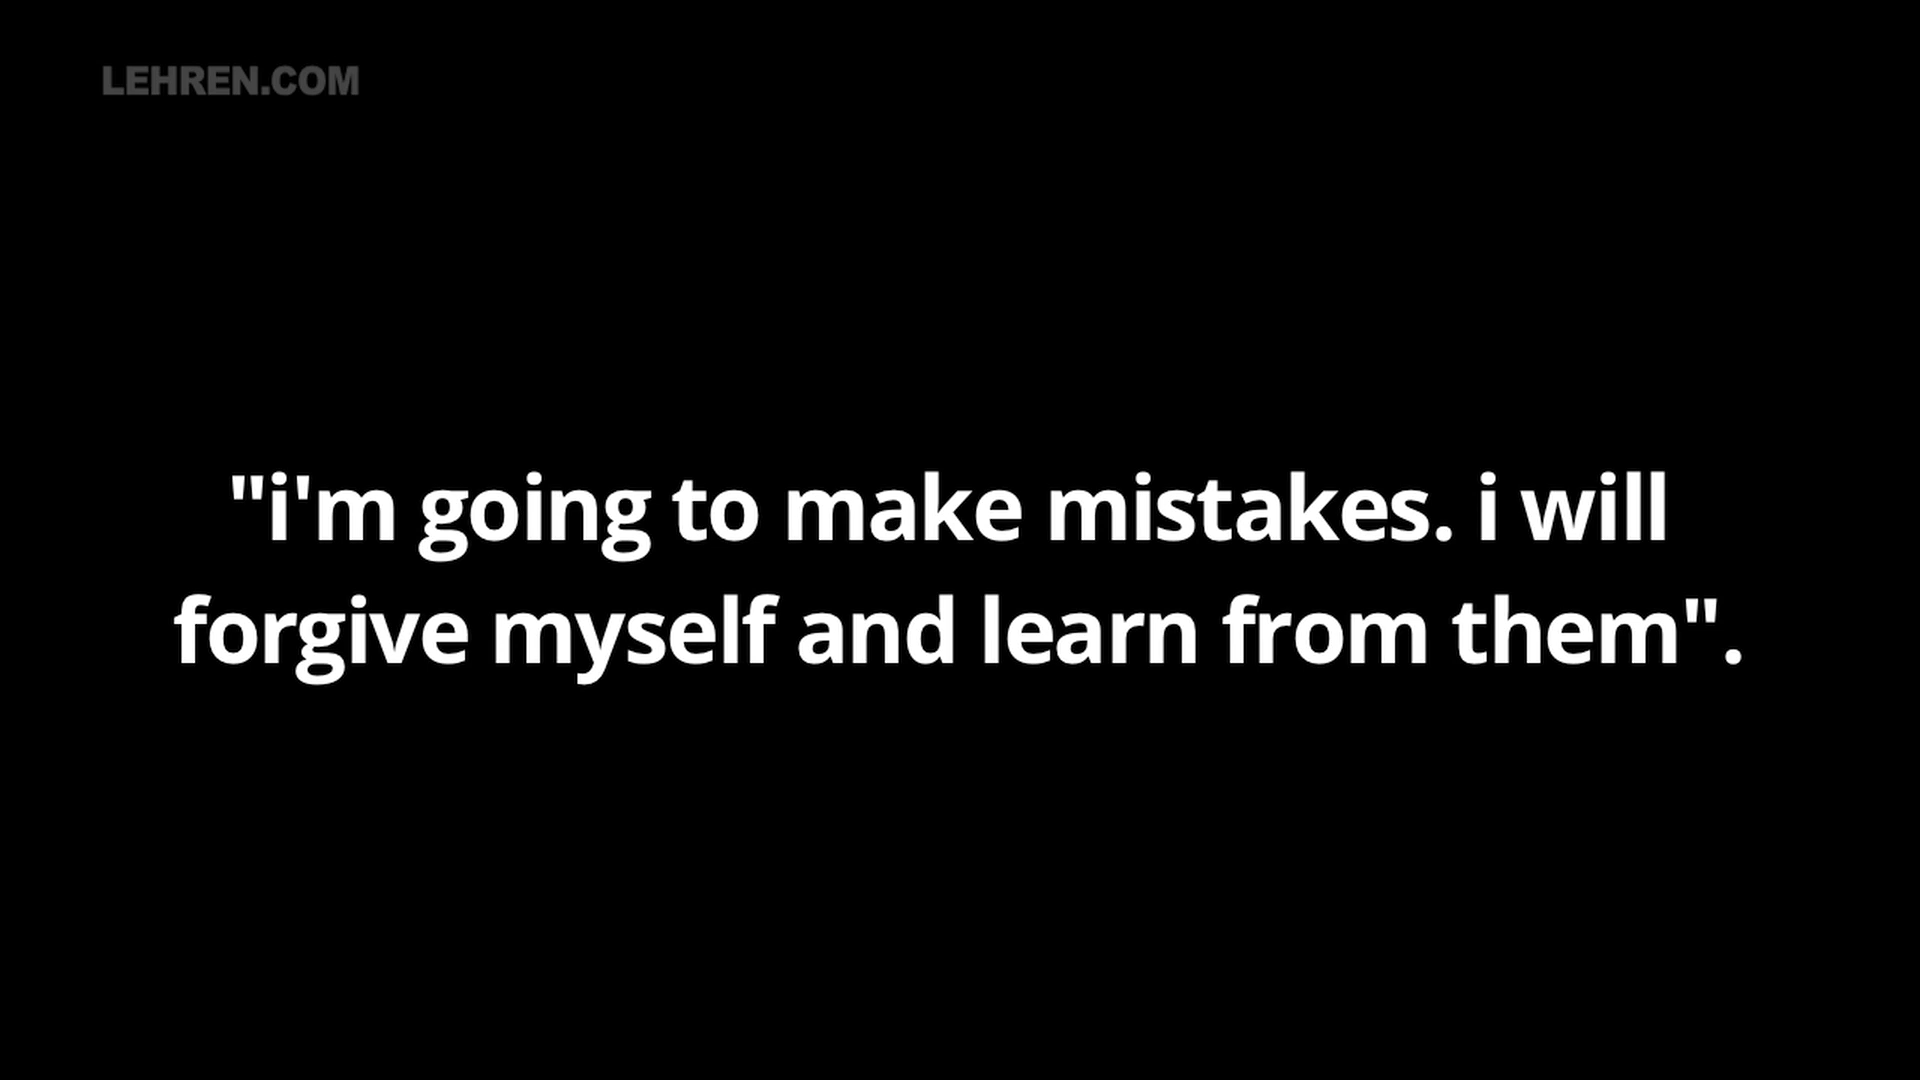 LEHREN.COM
"i'm going to make mistakes. i will
forgive myself and learn from them".